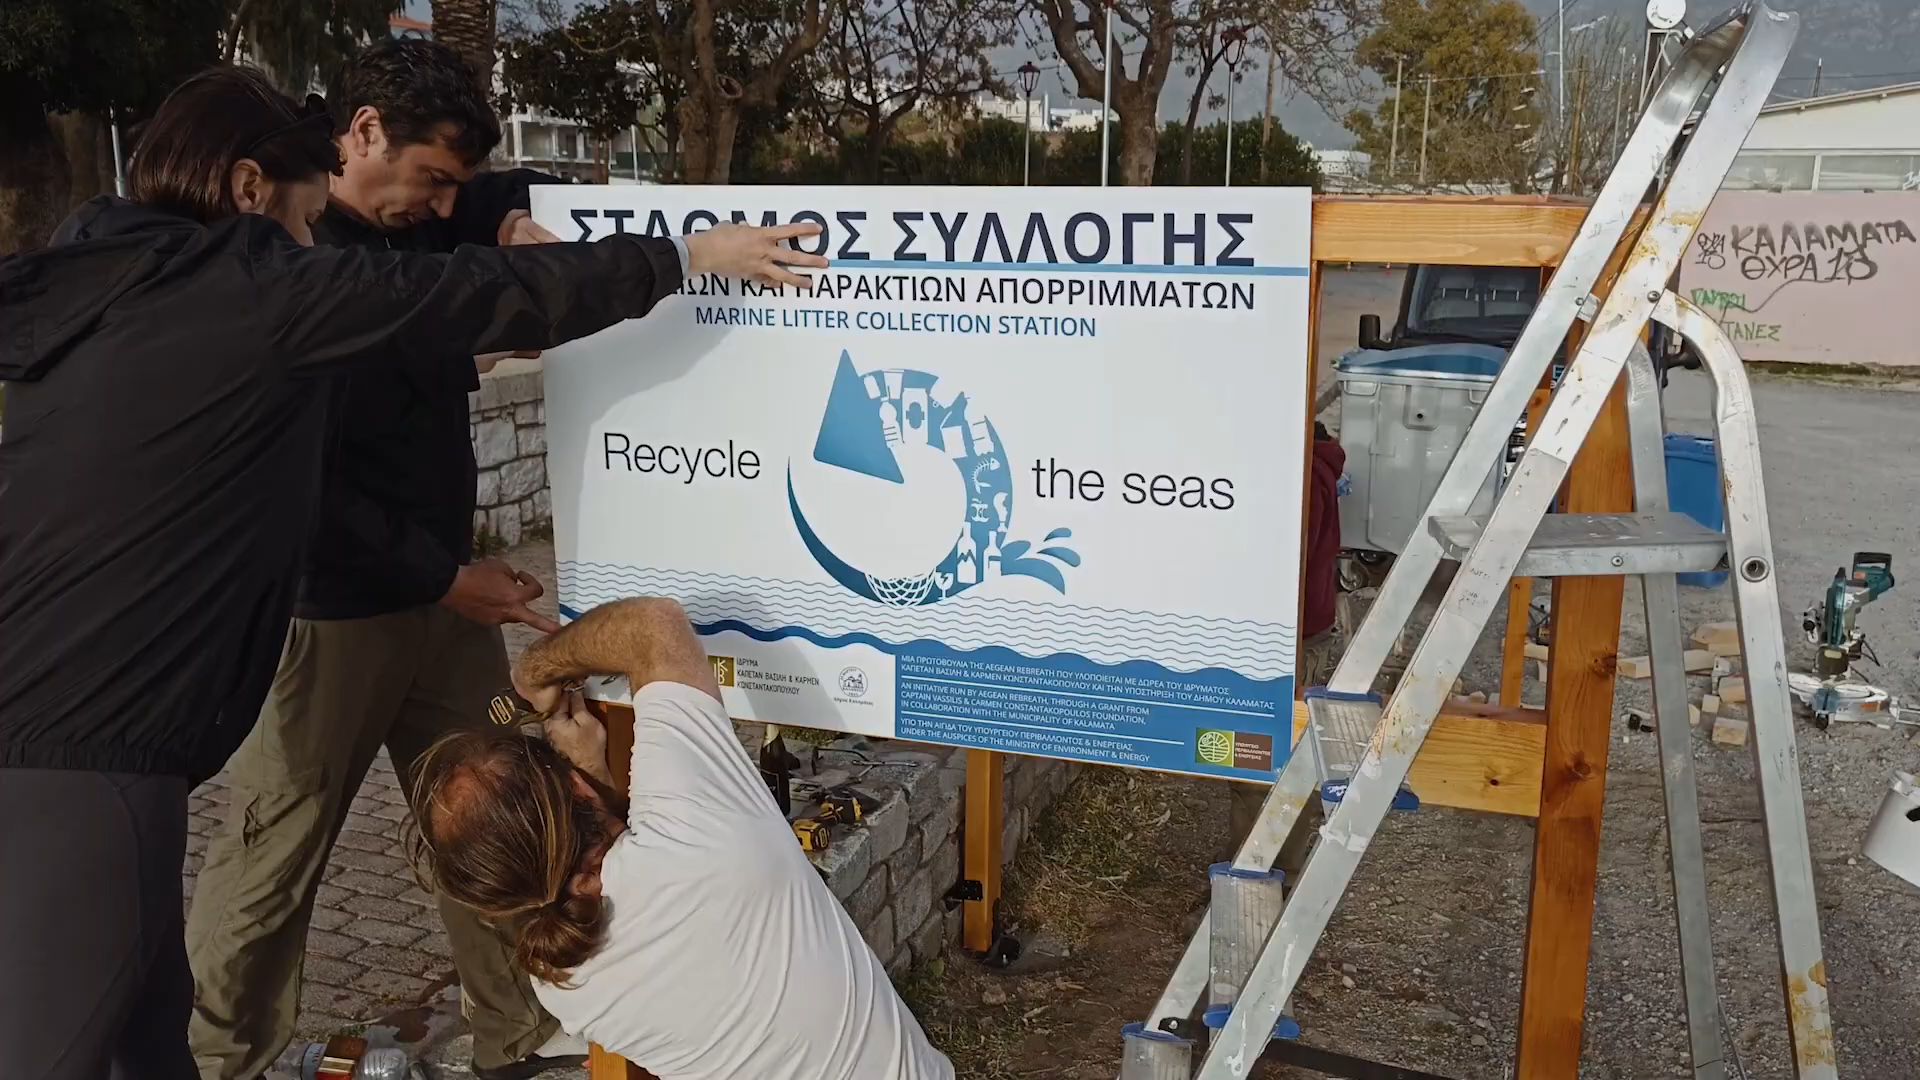 ΣΤΑΘΜΟΣ ΣΥΛΛΟΓΗΣ
ΚΑΙ ΠΑΡΑΚΤΙΩΝ ΑΠΟΡΡΙΜΜΑΤΩΝ
MARINE LITTER COLLECTION STATION
Recycle the seas
ΙΔΡΥΜΑ
ΚΑΠΕΤΑΝ ΒΑΣΙΛΗ & ΚΑΡΜΕΝ
ΚΩΝΣΤΑΝΤΑΚΟΠΟΥΛΟΥ
ΜΙΑ ΠΡΩΤΟΒΟΥΛΙΑ ΤΗΣ AEGEAN REBREATH ΠΟΥ ΥΛΟΠΟΙΕΙΤΑΙ ΜΕ ΔΩΡΕΑ ΤΟΥ ΙΔΡΥΜΑΤΟΣ
ΚΑΠΕΤΑΝ ΒΑΣΙΛΗ & ΚΑΡΜΕΝ ΚΩΝΣΤΑΝΤΑΚΟΠΟΥΛΟΥ ΚΑΙ ΤΗΝ ΥΠΟΣΤΗΡΙΞΗ ΤΟΥ ΔΗΜΟΥ ΚΑΛΑΜΑΤΑΣ
AN INITIATIVE RUN BY AEGEAN REBREATH, THROUGH A GRANT FROM
CAPTAIN VASSILIS & CARMEN CONSTANTAKOPOULOS FOUNDATION,
IN COLLABORATION WITH THE MUNICIPALITY OF KALAMATA
ΥΠΟ ΤΗΝ ΑΙΓΙΔΑ ΤΟΥ ΥΠΟΥΡΓΕΙΟΥ ΠΕΡΙΒΑΛΛΟΝΤΟΣ & ΕΝΕΡΓΕΙΑΣ
UNDER THE AUSPICES OF THE MINISTRY OF ENVIRONMENT & ENERGY
ΥΠΟΥΡΓΕΙΟ
ΠΕΡΙΒΑΛΛΟΝΤΟΣ
& ΕΝΕΡΓΕΙΑΣ
ΚΑΛΑΜΑΤΑ
ΘΥΡΑ 18